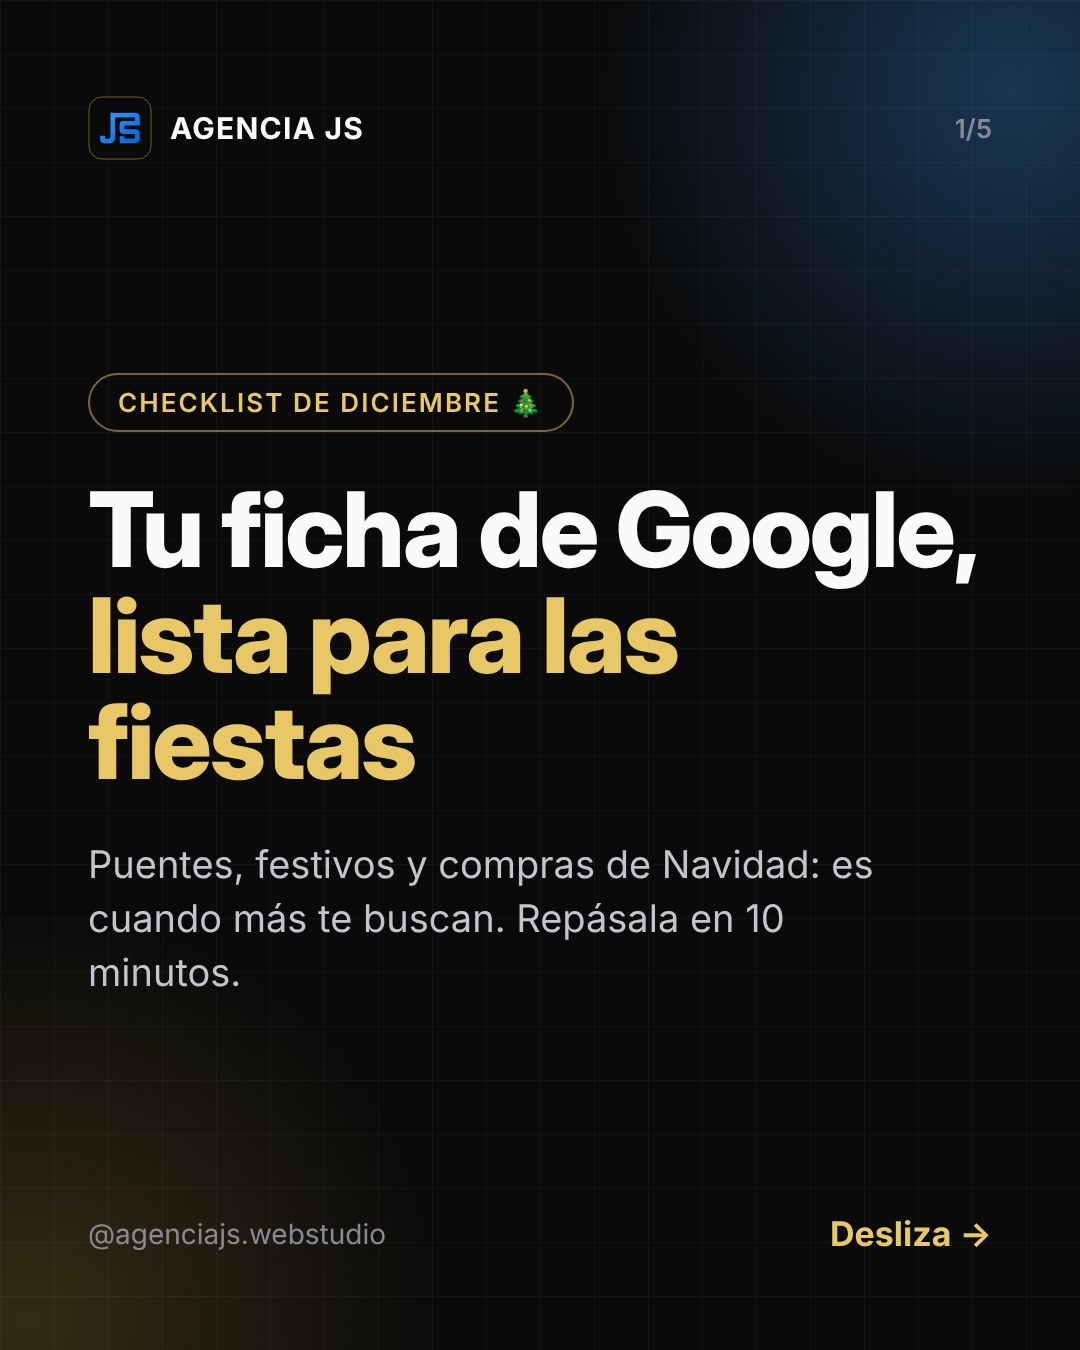 JS AGENCIA JS
1/5
CHECKLIST DE DICIEMBRE 🎄
Tu ficha de Google,
lista para las
fiestas
Puentes, festivos y compras de Navidad: es
cuando más te buscan. Repásala en 10
minutos.
@agenciajs.webstudio
Desliza →